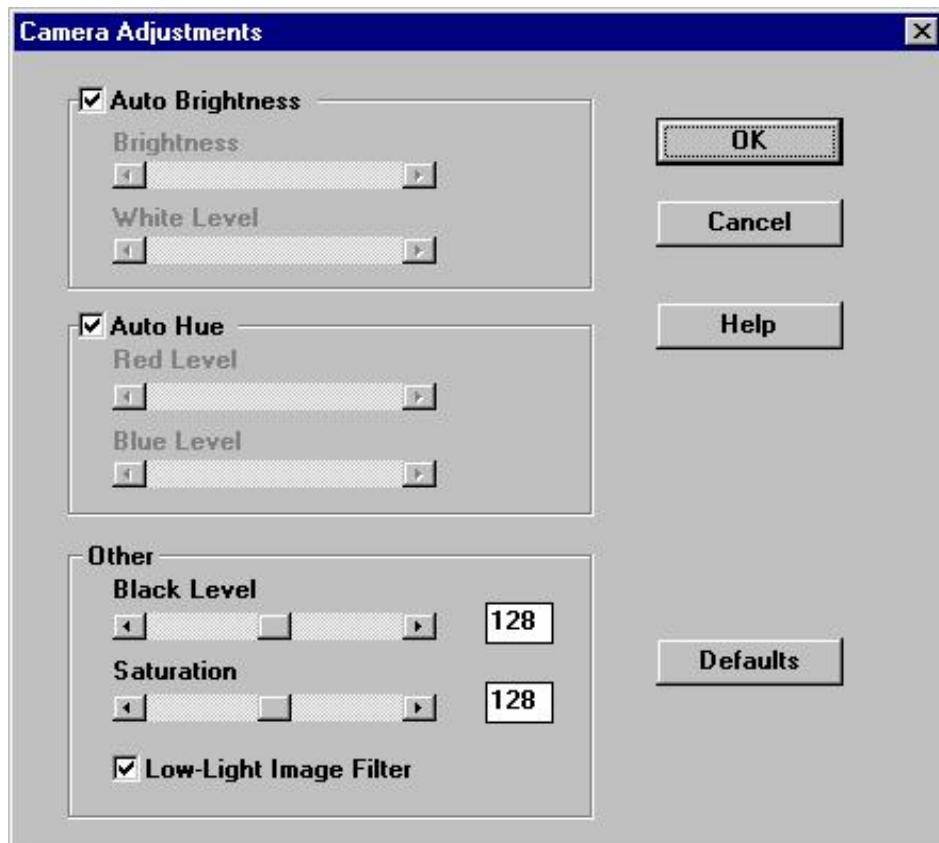 Camera Adjustments
Auto Brightness
Brightness
White Level
OK
Cancel
Auto Hue
Red Level
Blue Level
Help
Other
Black Level
128
Saturation
128
Low-Light Image Filter
Defaults